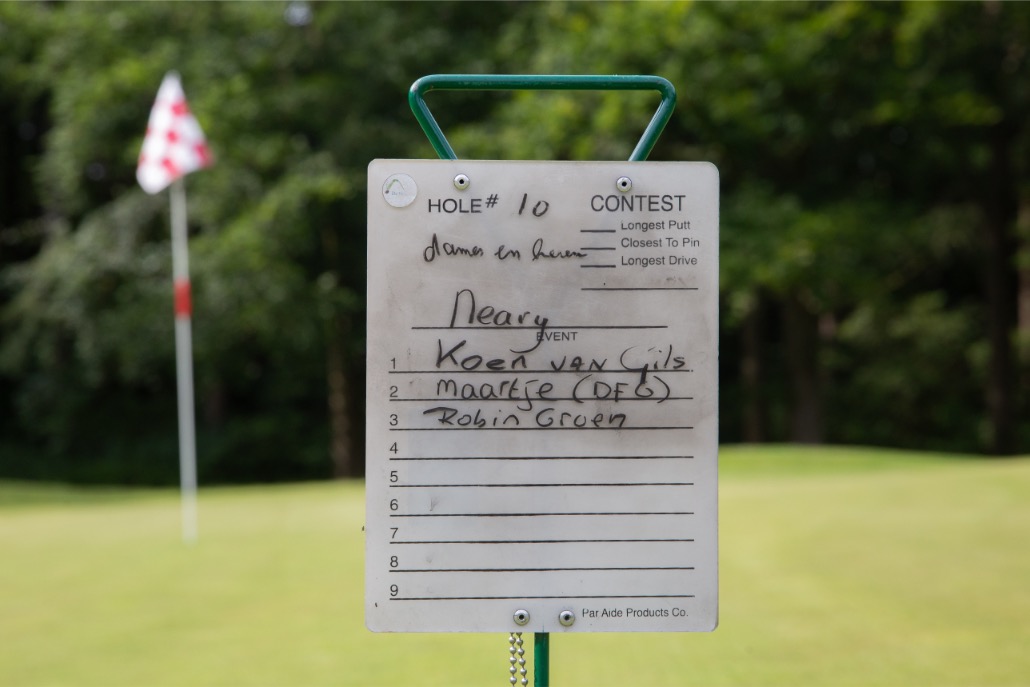 HOLE # 10
CONTEST
Longest Putt
Closest To Pin
Longest Drive
dames en heren
Neary
EVENT
1 Koen van Gils
2 Maartje (DFG)
3 Robin Groen
4
5
6
7
8
9
Par Aide Products Co.